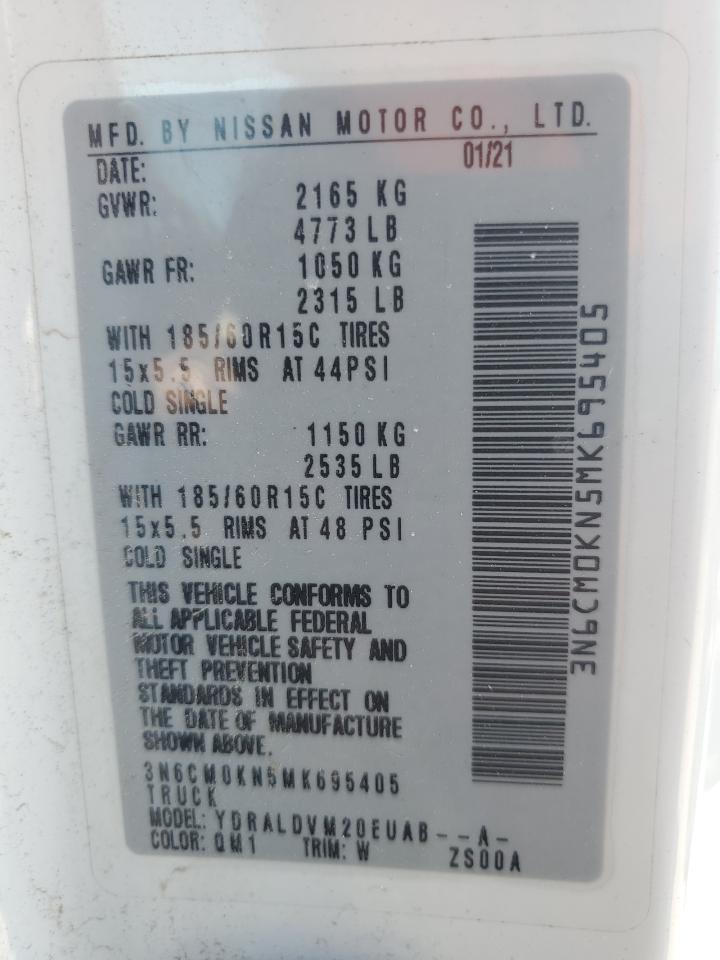 MFD. BY NISSAN MOTOR CO., LTD.
DATE: 01/21
GVWR: 2165 KG
4773 LB
GAWR FR: 1050 KG
2315 LB
WITH 185/60R15C TIRES
15x5.5 RIMS AT 44PSI
COLD SINGLE
GAWR RR: 1150 KG
2535 LB
WITH 185/60R15C TIRES
15x5.5 RIMS AT 48 PSI
COLD SINGLE
THIS VEHICLE CONFORMS TO
ALL APPLICABLE FEDERAL
MOTOR VEHICLE SAFETY AND
THEFT PREVENTION
STANDARDS IN EFFECT ON
THE DATE OF MANUFACTURE
SHOWN ABOVE.
3N6CM0KN5MK695405
TRUCK
MODEL: YDRALDVM20EUAB--A-
COLOR: QM1 TRIM: W ZS00A
3N6CM0KN5MK695405